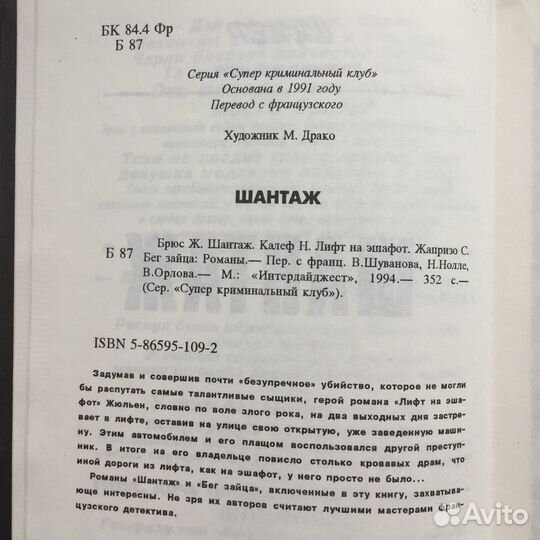 БК 84.4 Фр
Б 87
Серия «Супер криминальный клуб»
Основана в 1991 году
Перевод с французского
Художник М. Драко
ШАНТАЖ
Брюс Ж. Шантаж. Калеф Н. Лифт на эшафот. Жапризо С.
Б 87 Бег зайца: Романы.— Пер. с франц. В.Шуванова, Н.Нолле,
В.Орлова.— М.: «Интердайджест», 1994.— 352 с.—
(Сер. «Супер криминальный клуб»).
ISBN 5-86595-109-2
Задумав и совершив почти «безупречное» убийство, которое не могли
бы распутать самые талантливые сыщики, герой романа «Лифт на эша-
фот» Жюльен, словно по воле злого рока, на два выходных дня застре-
вает в лифте, оставив на улице свою открытую, уже заведенную маши-
ну. Этим автомобилем и его плащом воспользовался другой преступ-
ник. В итоге на его владельце повисло столько кровавых драм, что
иной дороги из лифта, как на эшафот, у него просто не было...
Романы «Шантаж» и «Бег зайца», включенные в эту книгу, захватыва-
юще интересны. Не зря их авторов считают лучшими мастерами фран-
цузского детектива.
Avito